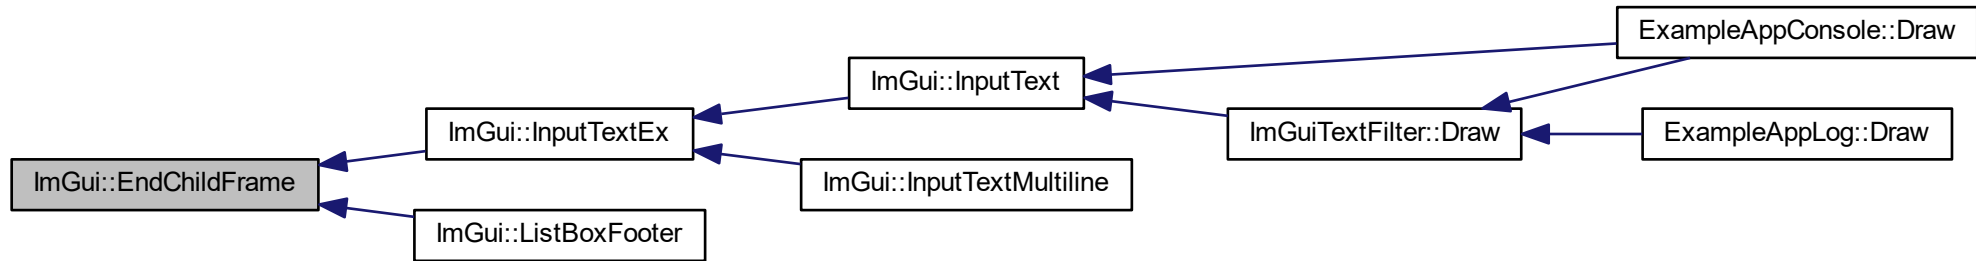 ImGui::EndChildFrame
ImGui::InputTextEx
ImGui::ListBoxFooter
ImGui::InputText
ImGui::InputTextMultiline
ImGuiTextFilter::Draw
ExampleAppConsole::Draw
ExampleAppLog::Draw